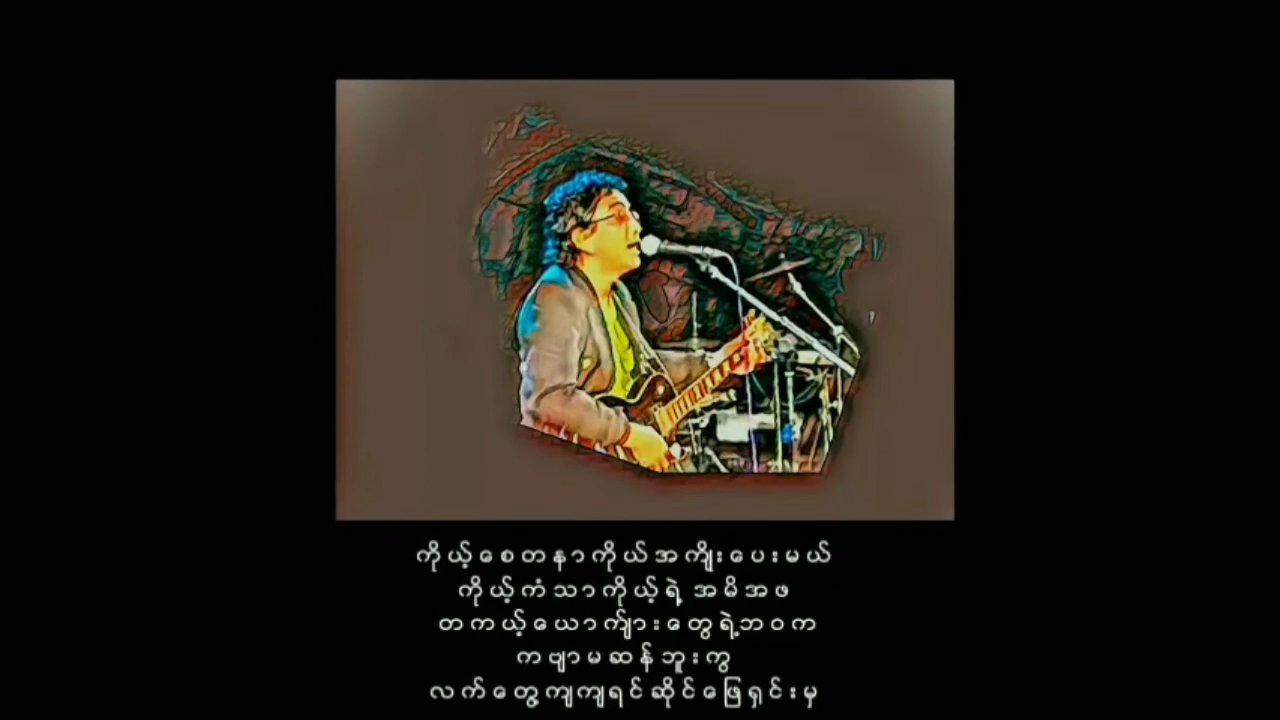 ကိုယ့်စေတနာကိုယ်အကျိုးပေးမယ်
ကိုယ့်ကံသာကိုယ့်ရဲ့ အမိအဖ
တကယ့်ယောက်ျားတွေရဲ့ဘဝက
ကဗျာမဆန်ဘူးကွ
လက်တွေ့ကျကျရင်ဆိုင်ဖြေရှင်းမှ